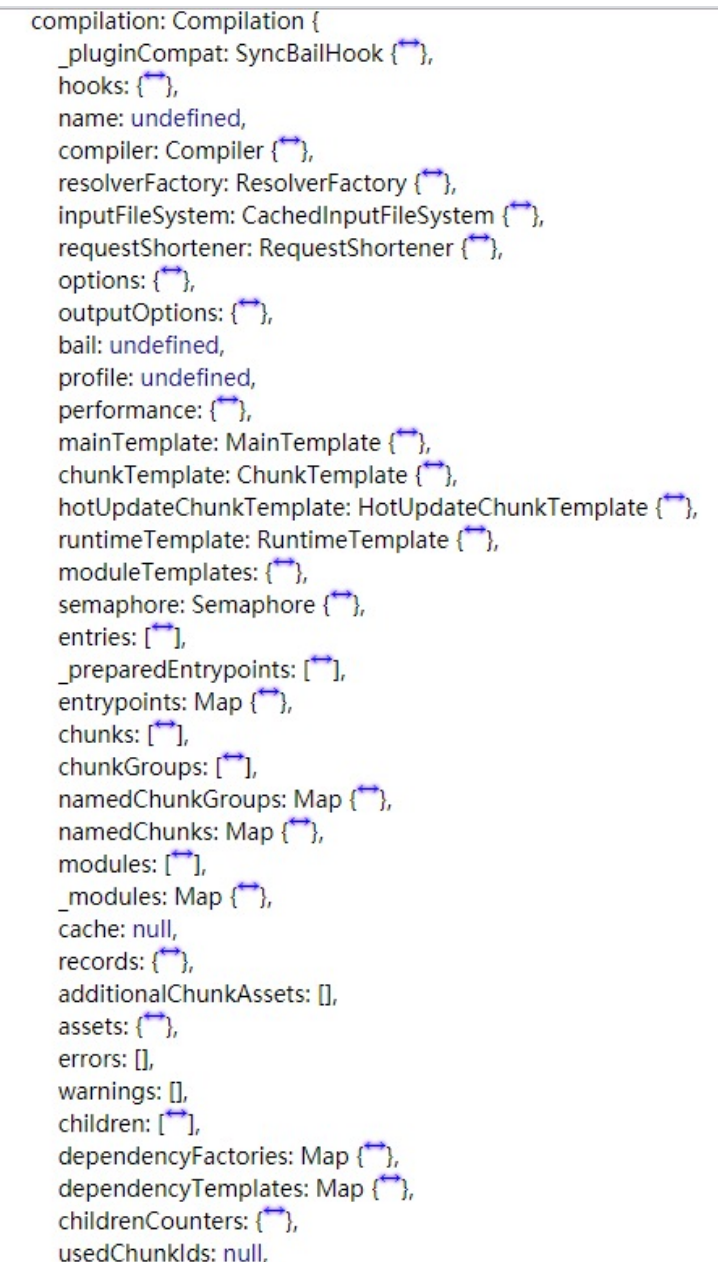 compilation: Compilation {
_pluginCompat: SyncBailHook {↔},
hooks: {↔},
name: undefined,
compiler: Compiler {↔},
resolverFactory: ResolverFactory {↔},
inputFileSystem: CachedInputFileSystem {↔},
requestShortener: RequestShortener {↔},
options: {↔},
outputOptions: {↔},
bail: undefined,
profile: undefined,
performance: {↔},
mainTemplate: MainTemplate {↔},
chunkTemplate: ChunkTemplate {↔},
hotUpdateChunkTemplate: HotUpdateChunkTemplate {↔},
runtimeTemplate: RuntimeTemplate {↔},
moduleTemplates: {↔},
semaphore: Semaphore {↔},
entries: [↔],
_preparedEntrypoints: [↔],
entrypoints: Map {↔},
chunks: [↔],
chunkGroups: [↔],
namedChunkGroups: Map {↔},
namedChunks: Map {↔},
modules: [↔],
_modules: Map {↔},
cache: null,
records: {↔},
additionalChunkAssets: [],
assets: {↔},
errors: [],
warnings: [],
children: [↔],
dependencyFactories: Map {↔},
dependencyTemplates: Map {↔},
childrenCounters: {↔},
usedChunkIds: null,